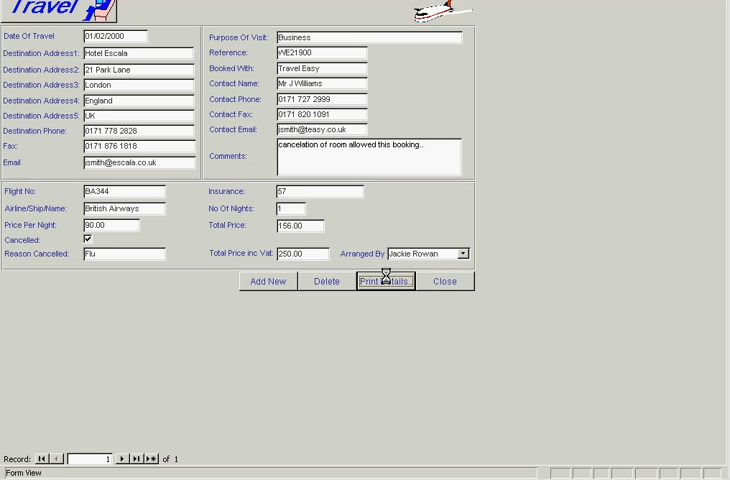 Travel
Date Of Travel 01/02/2000
Destination Address1: Hotel Escala
Destination Address2: 21 Park Lane
Destination Address3: London
Destination Address4: England
Destination Address5: UK
Destination Phone: 0171 778 2828
Fax: 0171 876 1818
Email jsmith@escala.co.uk
Purpose Of Visit: Business
Reference: WE21900
Booked With: Travel Easy
Contact Name: Mr J Williams
Contact Phone: 0171 727 2999
Contact Fax: 0171 820 1091
Contact Email: jsmith@teasy.co.uk
Comments: cancelation of room allowed this booking..
Flight No: BA344
Airline/Ship/Name: British Airways
Price Per Night: 90.00
Cancelled:
Reason Cancelled: Flu
Insurance: 57
No Of Nights: 1
Total Price: 156.00
Total Price inc Vat: 250.00 Arranged By Jackie Rowan
Add New Delete Print Details.. Close
Record: 1 of 1
Form View